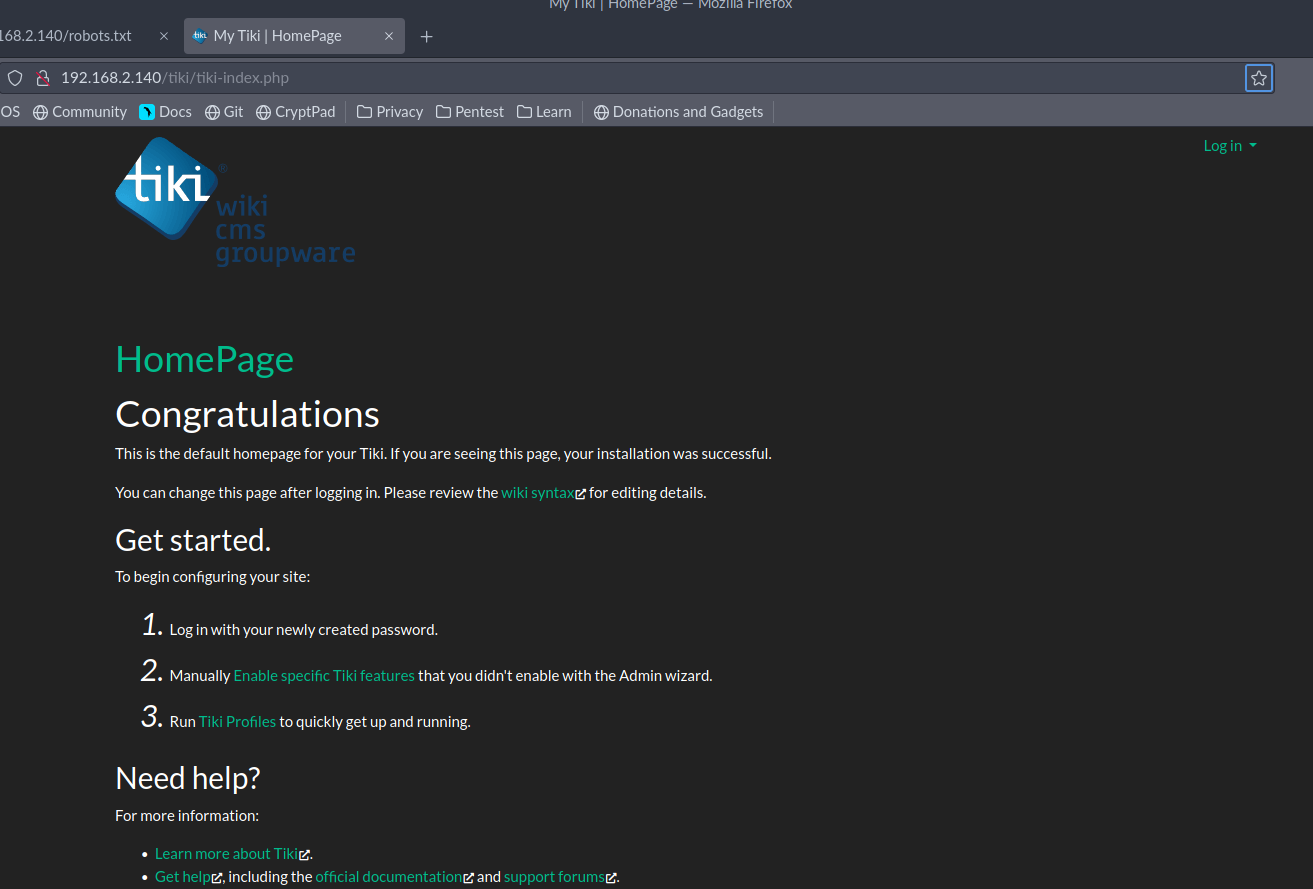 My Tiki | HomePage — Mozilla Firefox
168.2.140/robots.txt
My Tiki | HomePage
192.168.2.140/tiki/tiki-index.php
OS Community Docs Git CryptPad Privacy Pentest Learn Donations and Gadgets
Log in
tiki®
wiki
cms
groupware
HomePage
Congratulations
This is the default homepage for your Tiki. If you are seeing this page, your installation was successful.
You can change this page after logging in. Please review the wiki syntax for editing details.
Get started.
To begin configuring your site:
1. Log in with your newly created password.
2. Manually Enable specific Tiki features that you didn't enable with the Admin wizard.
3. Run Tiki Profiles to quickly get up and running.
Need help?
For more information:
• Learn more about Tiki.
• Get help, including the official documentation and support forums.